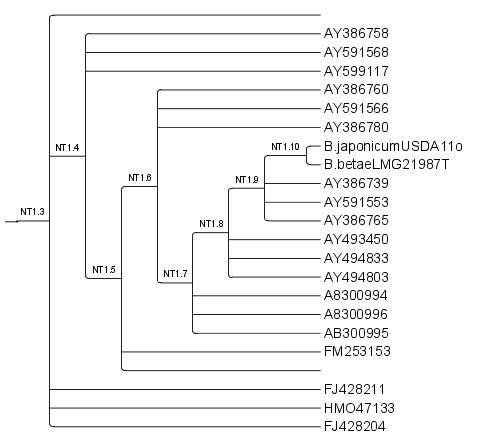 AY386758
AY591568
AY599117
AY386760
AY591566
AY386780
NT1.10
B.japonicumUSDA11o
NT1.4
B.betaeLMG21987T
NT1.6
NT1.9
AY386739
AY591553
NT1.3
AY386765
NT1.8
AY493450
AY494833
NT1.5
NT1.7
AY494803
A8300994
A8300996
AB300995
FM253153
FJ428211
HMO47133
FJ428204